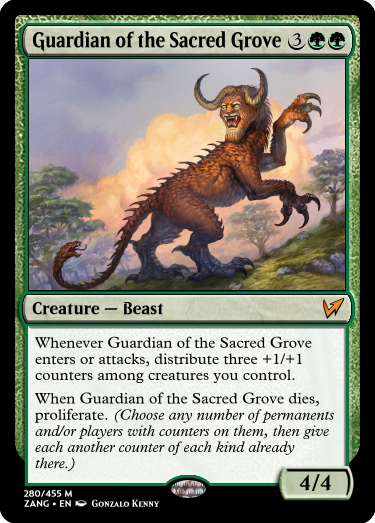 Guardian of the Sacred Grove 3
Creature — Beast
Whenever Guardian of the Sacred Grove
enters or attacks, distribute three +1/+1
counters among creatures you control.
When Guardian of the Sacred Grove dies,
proliferate. (Choose any number of permanents
and/or players with counters on them, then give
each another counter of each kind already
there.)
4/4
280/455 M
ZANG • EN Gonzalo Kenny